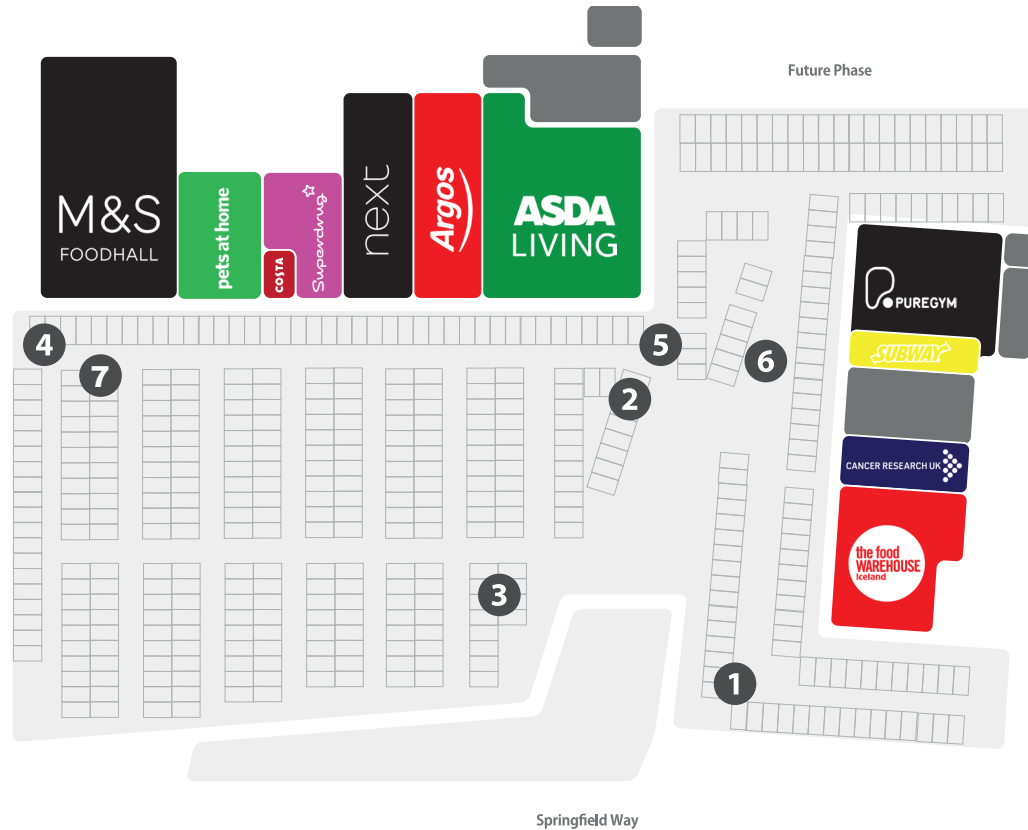 Future Phase
M&S
FOODHALL
pets at home
COSTA
Superdrug
next
Argos
ASDA
LIVING
PUREGYM
SUBWAY
CANCER RESEARCH UK
the food
WAREHOUSE
Iceland
4
7
5
2
6
3
1
Springfield Way